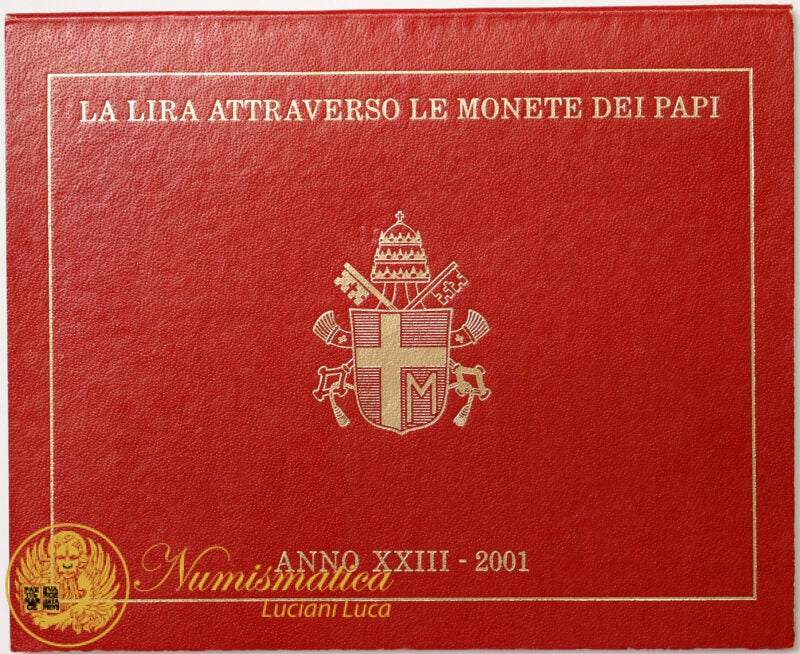 LA LIRA ATTRAVERSO LE MONETE DEI PAPI
M
ANNO XXIII - 2001
Numismatica
Luciani Luca